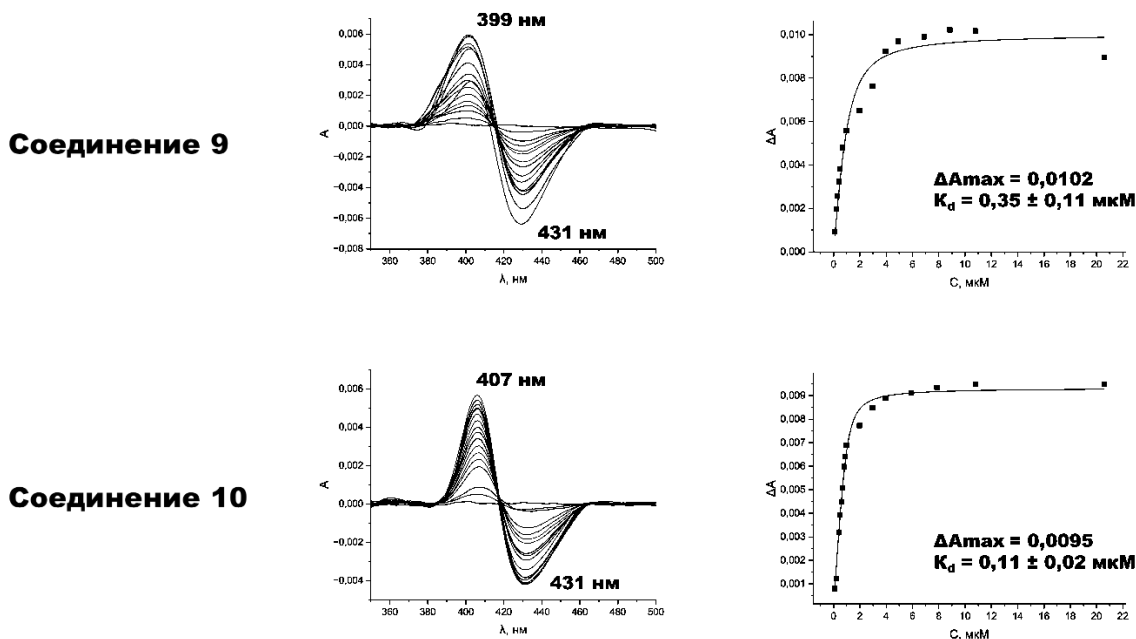 Соединение 9
399 нм
0,006
0,004
0,002
0,000
−0,002
−0,004
−0,006
−0,008
A
431 нм
360 380 400 420 440 460 480 500
λ, нм
0,010
0,008
0,006
0,004
0,002
0,000
ΔA
ΔAmax = 0,0102
Kd = 0,35 ± 0,11 мкМ
0 2 4 6 8 10 12 14 16 18 20 22
C, мкМ
Соединение 10
407 нм
0,006
0,004
0,002
0,000
−0,002
−0,004
A
431 нм
360 380 400 420 440 460 480 500
λ, нм
0,009
0,008
0,007
0,006
0,005
0,004
0,003
0,002
0,001
ΔA
ΔAmax = 0,0095
Kd = 0,11 ± 0,02 мкМ
0 2 4 6 8 10 12 14 16 18 20 22
C, мкМ